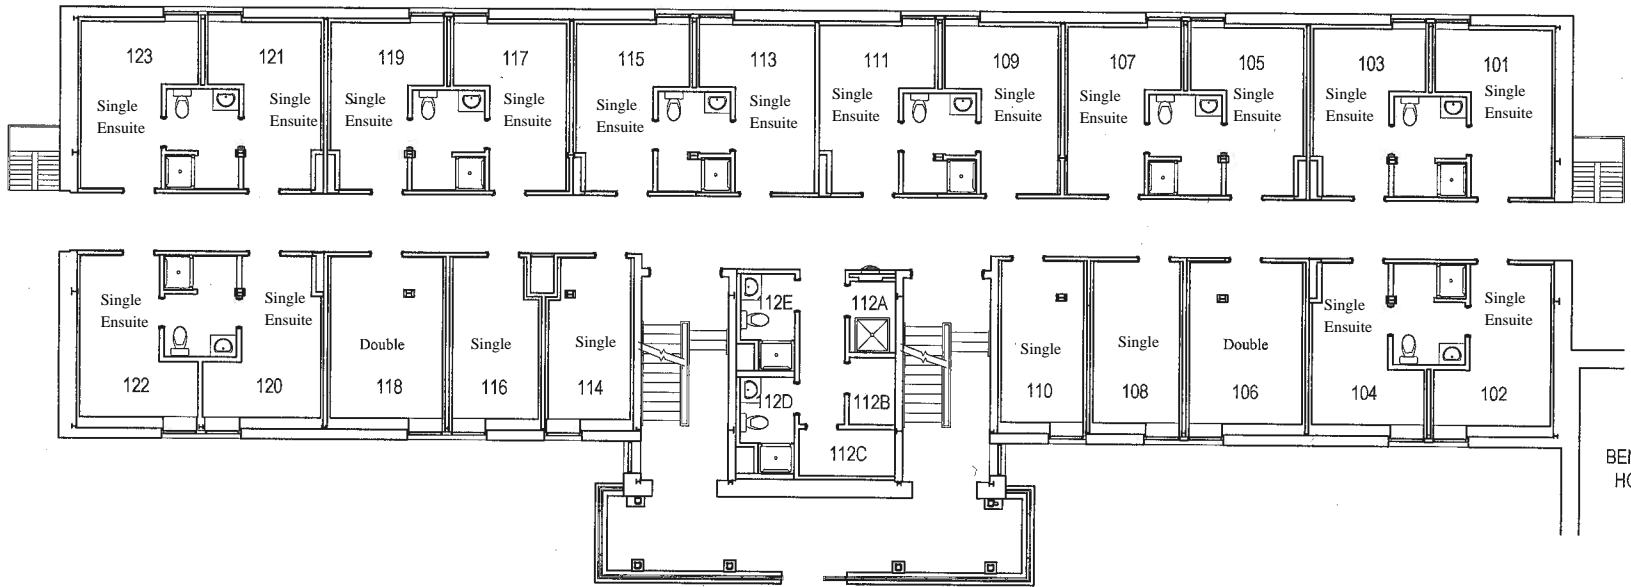 123 121 119 117 115 113 111 109 107 105 103 101
Single Ensuite
Single Ensuite
Single Ensuite
Single Ensuite
Single Ensuite
Single Ensuite
Single Ensuite
Single Ensuite
Single Ensuite
Single Ensuite
Single Ensuite
Single Ensuite
Single Ensuite
122
Single Ensuite
120
Double
118
Single
116
Single
114
112E
112A
112D
112B
112C
Single
110
Single
108
Double
106
Single Ensuite
104
Single Ensuite
102